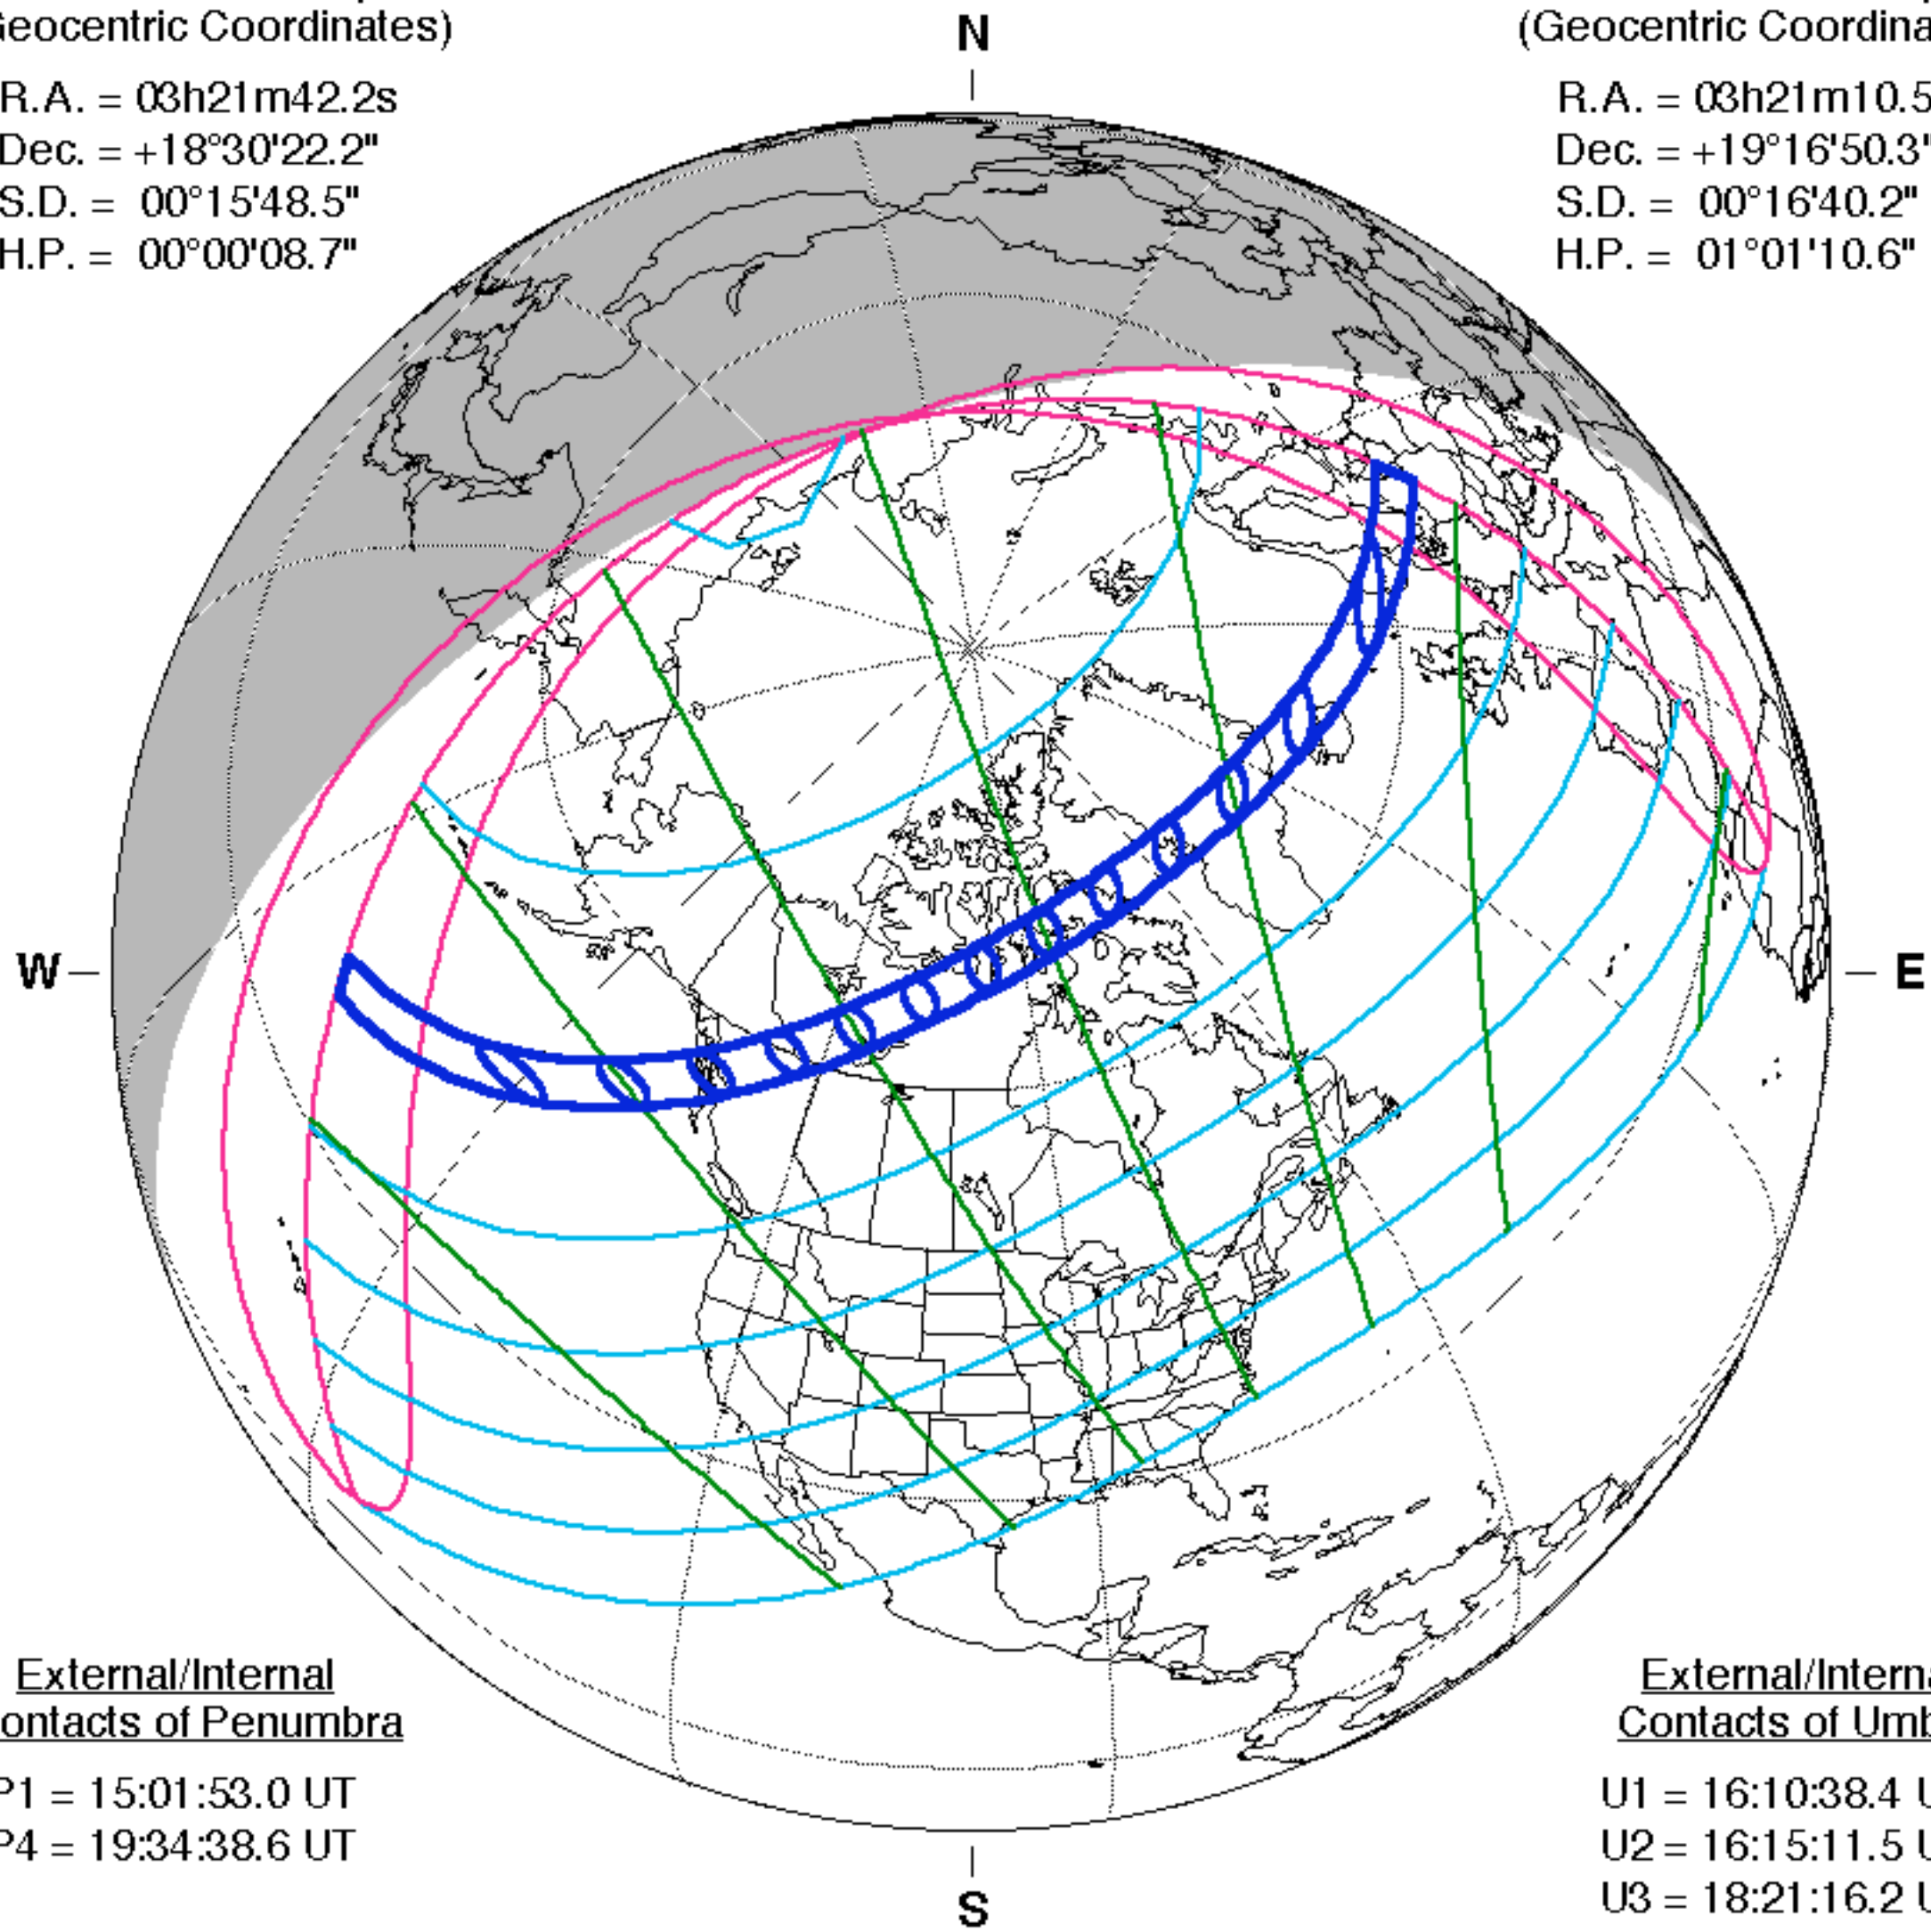 Geocentric Coordinates)
R.A. = 03h21m42.2s
Dec. = +18°30'22.2"
S.D. = 00°15'48.5"
H.P. = 00°00'08.7"
N
(Geocentric Coordina
R.A. = 03h21m10.5
Dec. = +19°16'50.3"
S.D. = 00°16'40.2"
H.P. = 01°01'10.6"
W
E
External/Internal
ontacts of Penumbra
P1 = 15:01:53.0 UT
P4 = 19:34:38.6 UT
S
External/Interna
Contacts of Umb
U1 = 16:10:38.4 U
U2 = 16:15:11.5 U
U3 = 18:21:16.2 U